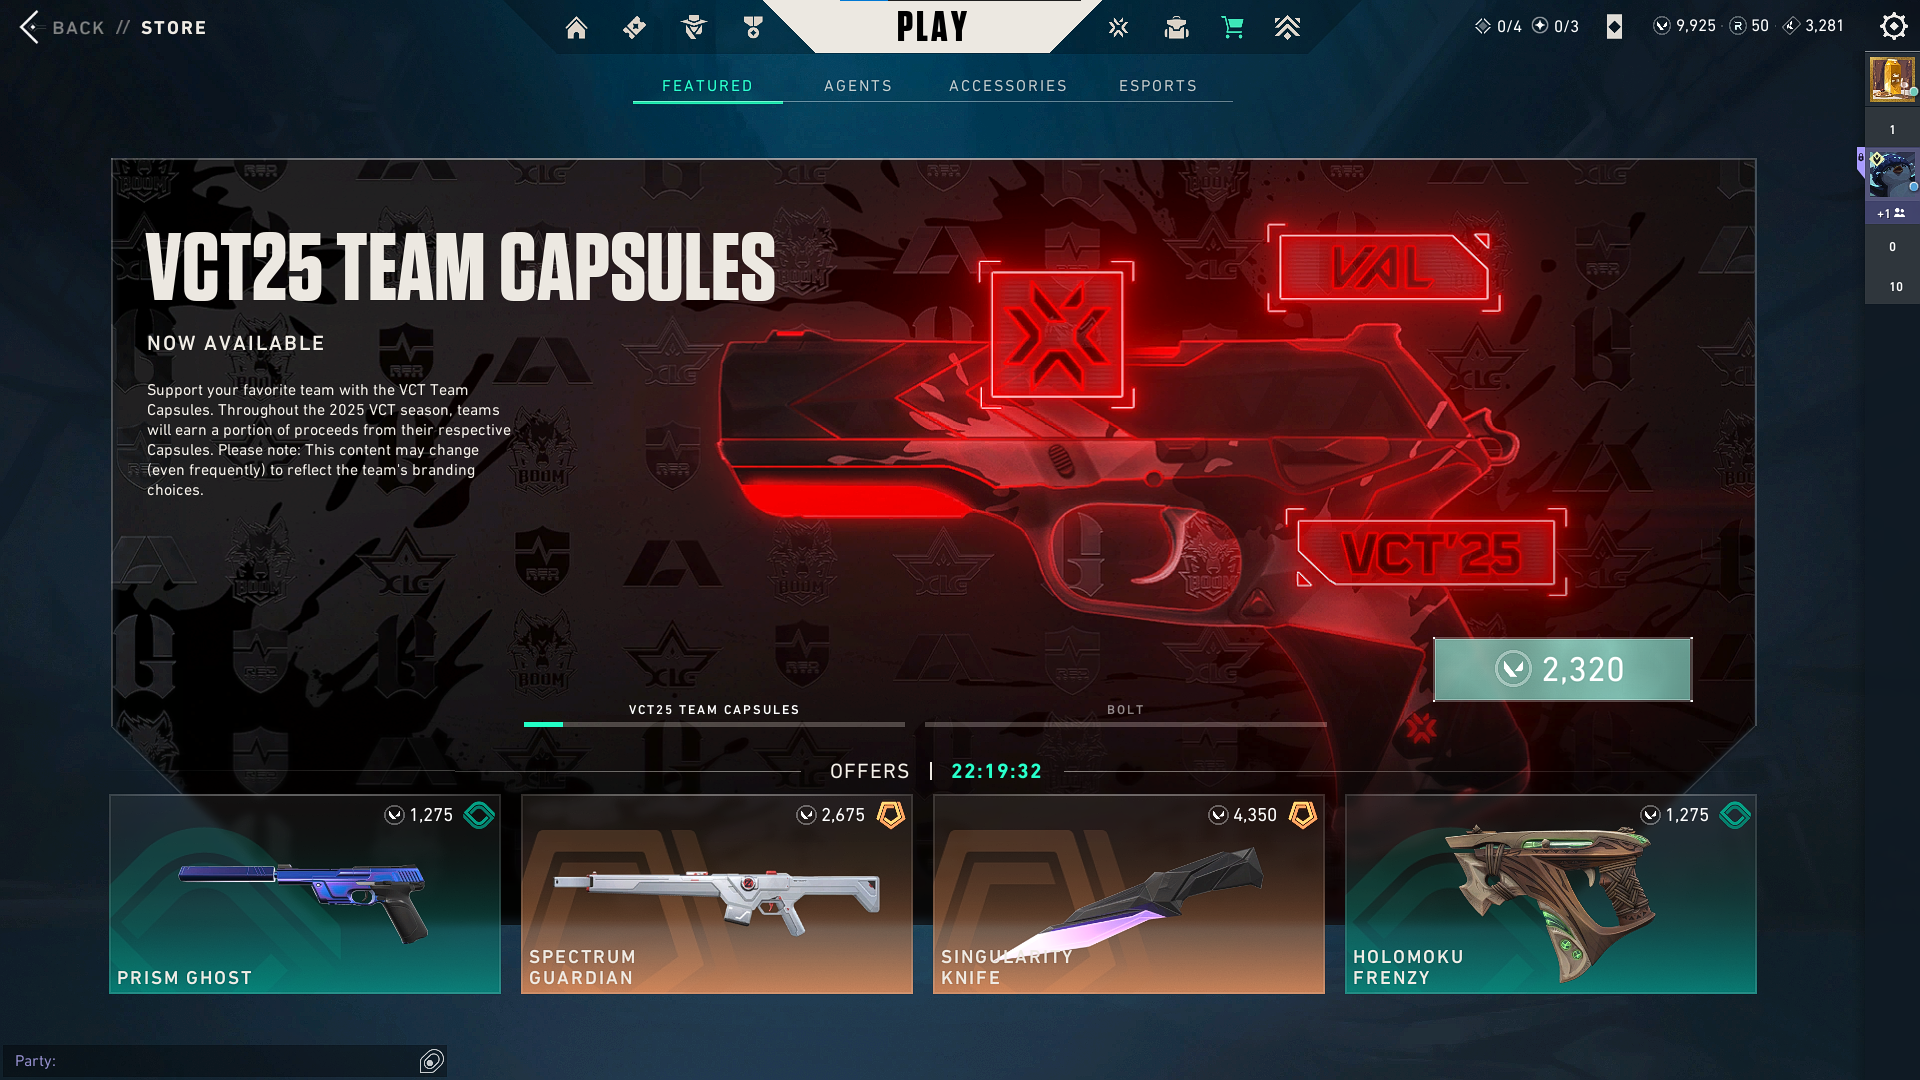 BACK // STORE
PLAY
0/4 0/3 9,925 50 3,281
FEATURED AGENTS ACCESSORIES ESPORTS
1
+1
0
10
VCT25 TEAM CAPSULES
NOW AVAILABLE
Support your favorite team with the VCT Team
Capsules. Throughout the 2025 VCT season, teams
will earn a portion of proceeds from their respective
Capsules. Please note: This content may change
(even frequently) to reflect the team's branding
choices.
VAL
VCT'25
2,320
VCT25 TEAM CAPSULES BOLT
OFFERS | 22:19:32
1,275
PRISM GHOST
2,675
SPECTRUM
GUARDIAN
4,350
SINGULARITY
KNIFE
1,275
HOLOMOKU
FRENZY
Party: